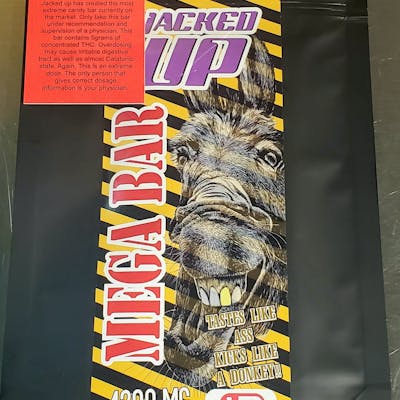 Jacked up has created the most
extreme candy bar currently on
the market. Only take this bar
under recommendation and
supervision of a physician. This
bar contains 5grams of
concentrated THC. Overdosing
may cause irritable digestive
tract as well as almost Catatonic
state. Again, This is an extreme
dose. The only person that
gives correct dosage
information is your physician.
JACKED
UP
MEGA BAR
TASTES LIKE
ASS
KICKS LIKE
A DONKEY!!